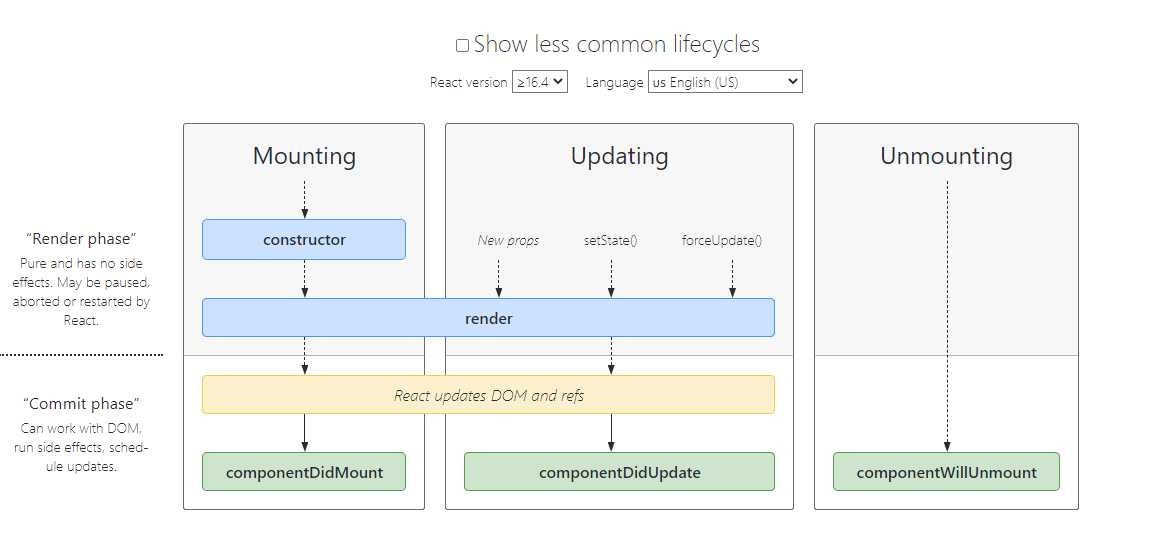 Show less common lifecycles
React version ≥16.4 Language us English (US)
Mounting
Updating
Unmounting
“Render phase”
Pure and has no side
effects. May be paused,
aborted or restarted by
React.
constructor
New props
setState()
forceUpdate()
render
“Commit phase”
Can work with DOM,
run side effects, sched-
ule updates.
React updates DOM and refs
componentDidMount
componentDidUpdate
componentWillUnmount